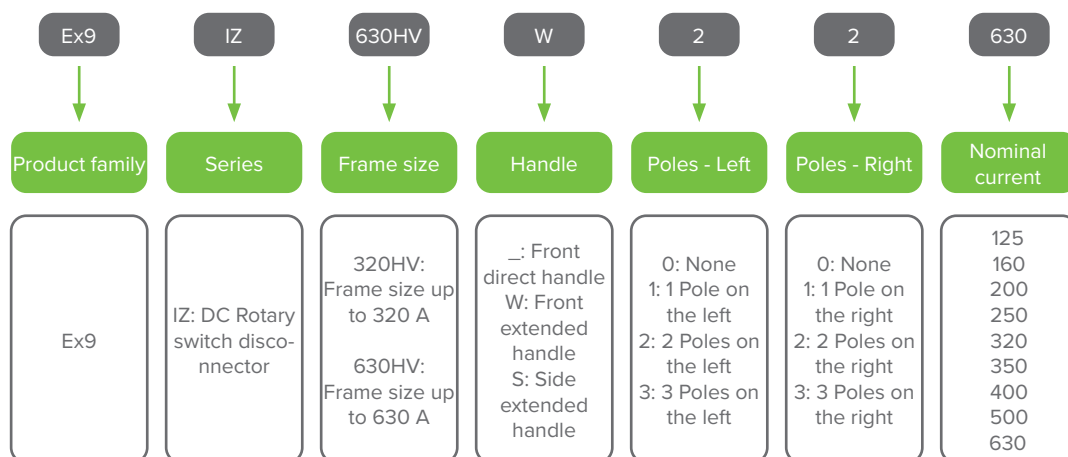 Ex9
IZ
630HV
W
2
2
630
Product family
Series
Frame size
Handle
Poles - Left
Poles - Right
Nominal
current
Ex9
IZ: DC Rotary
switch disco-
nnector
320HV:
Frame size up
to 320 A
630HV:
Frame size up
to 630 A
_: Front
direct handle
W: Front
extended
handle
S: Side
extended
handle
0: None
1: 1 Pole on
the left
2: 2 Poles on
the left
3: 3 Poles on
the left
0: None
1: 1 Pole on
the right
2: 2 Poles on
the right
3: 3 Poles on
the right
125
160
200
250
320
350
400
500
630